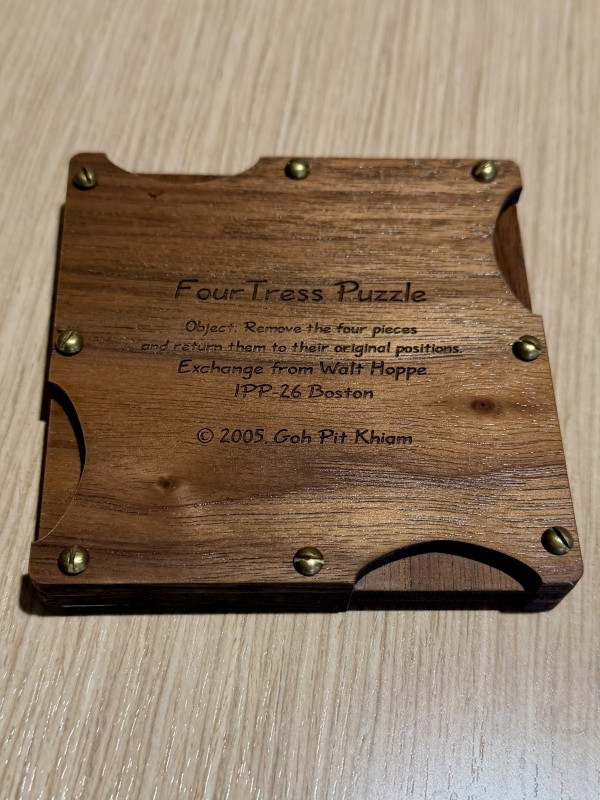 FourTress Puzzle
Object: Remove the four pieces
and return them to their original positions.
Exchange from Walt Hoppe
IPP-26 Boston
© 2005, Goh Pit Khiam